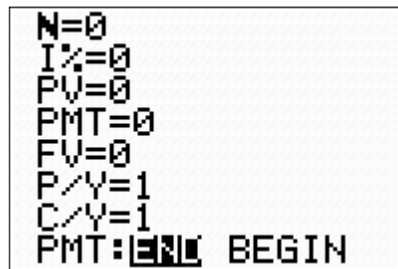 N=0
I%=0
PV=0
PMT=0
FV=0
P/Y=1
C/Y=1
PMT:END BEGIN